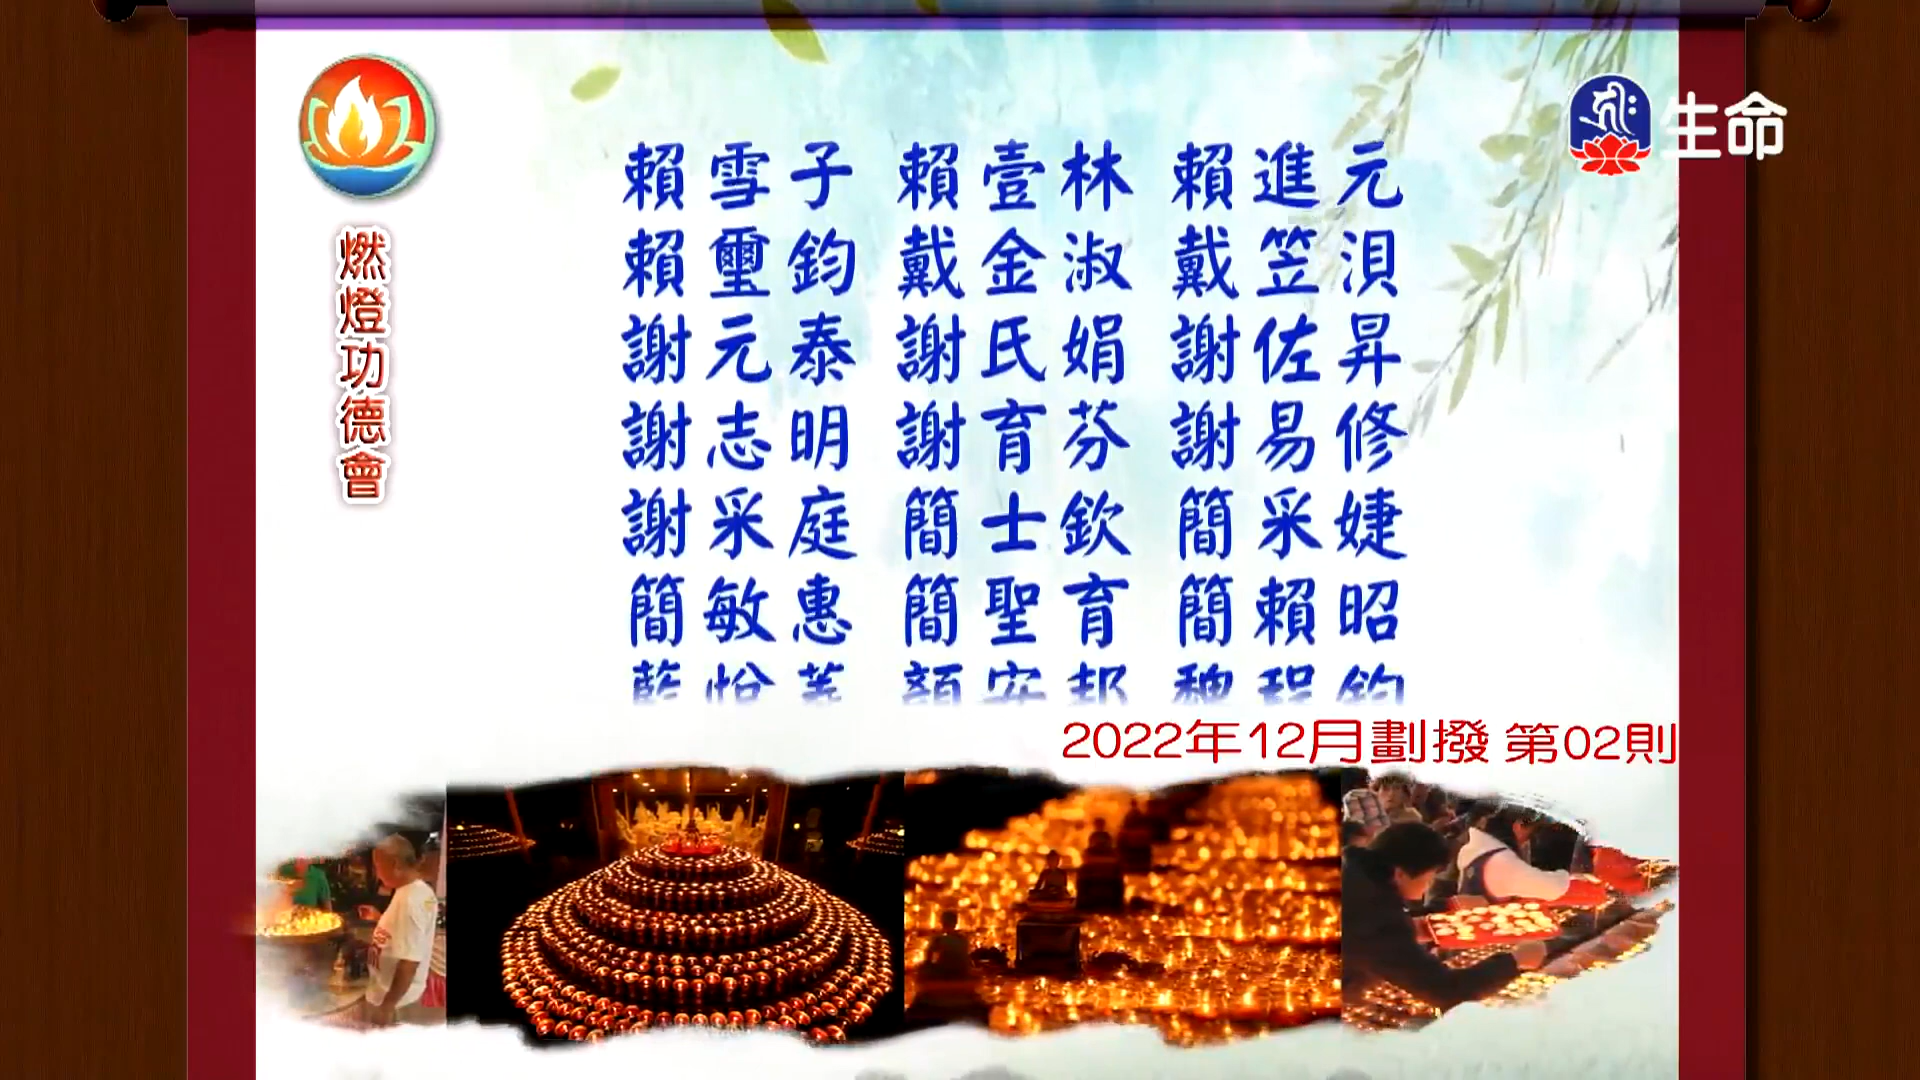 生命
燃燈功德會
賴雪子 賴壹林 賴進元
賴璽鈞 戴金淑 戴笠浿
謝元泰 謝氏娟 謝佐昇
謝志明 謝育芬 謝易修
謝采庭 簡士欽 簡采婕
簡敏惠 簡聖育 簡賴昭
2022年12月劃撥 第02則